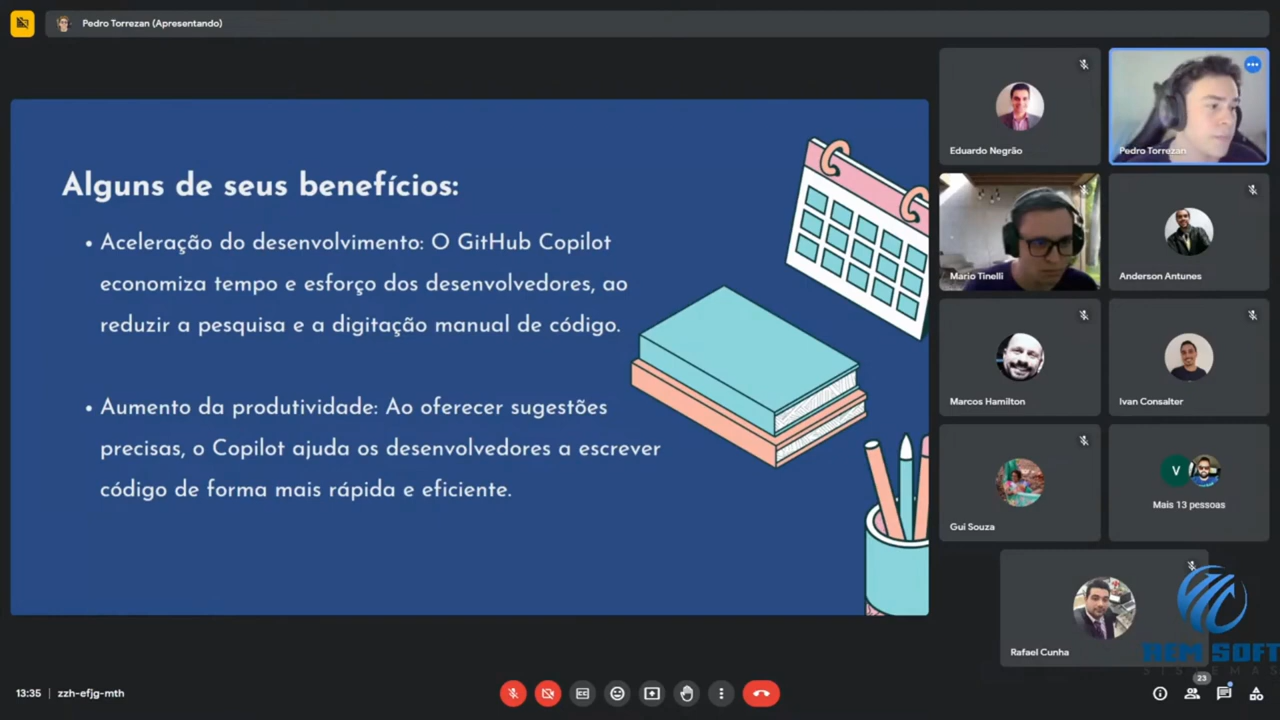 Pedro Torrezan (Apresentando)
Alguns de seus benefícios:
• Aceleração do desenvolvimento: O GitHub Copilot
economiza tempo e esforço dos desenvolvedores, ao
reduzir a pesquisa e a digitação manual de código.
• Aumento da produtividade: Ao oferecer sugestões
precisas, o Copilot ajuda os desenvolvedores a escrever
código de forma mais rápida e eficiente.
Eduardo Negrão
Pedro Torrezan
Mario Tinelli
Anderson Antunes
Marcos Hamilton
Ivan Consalter
Gui Souza
V
Mais 13 pessoas
Rafael Cunha
SOFT
SISTEMAS
13:35 | zzh-efjg-mth
23